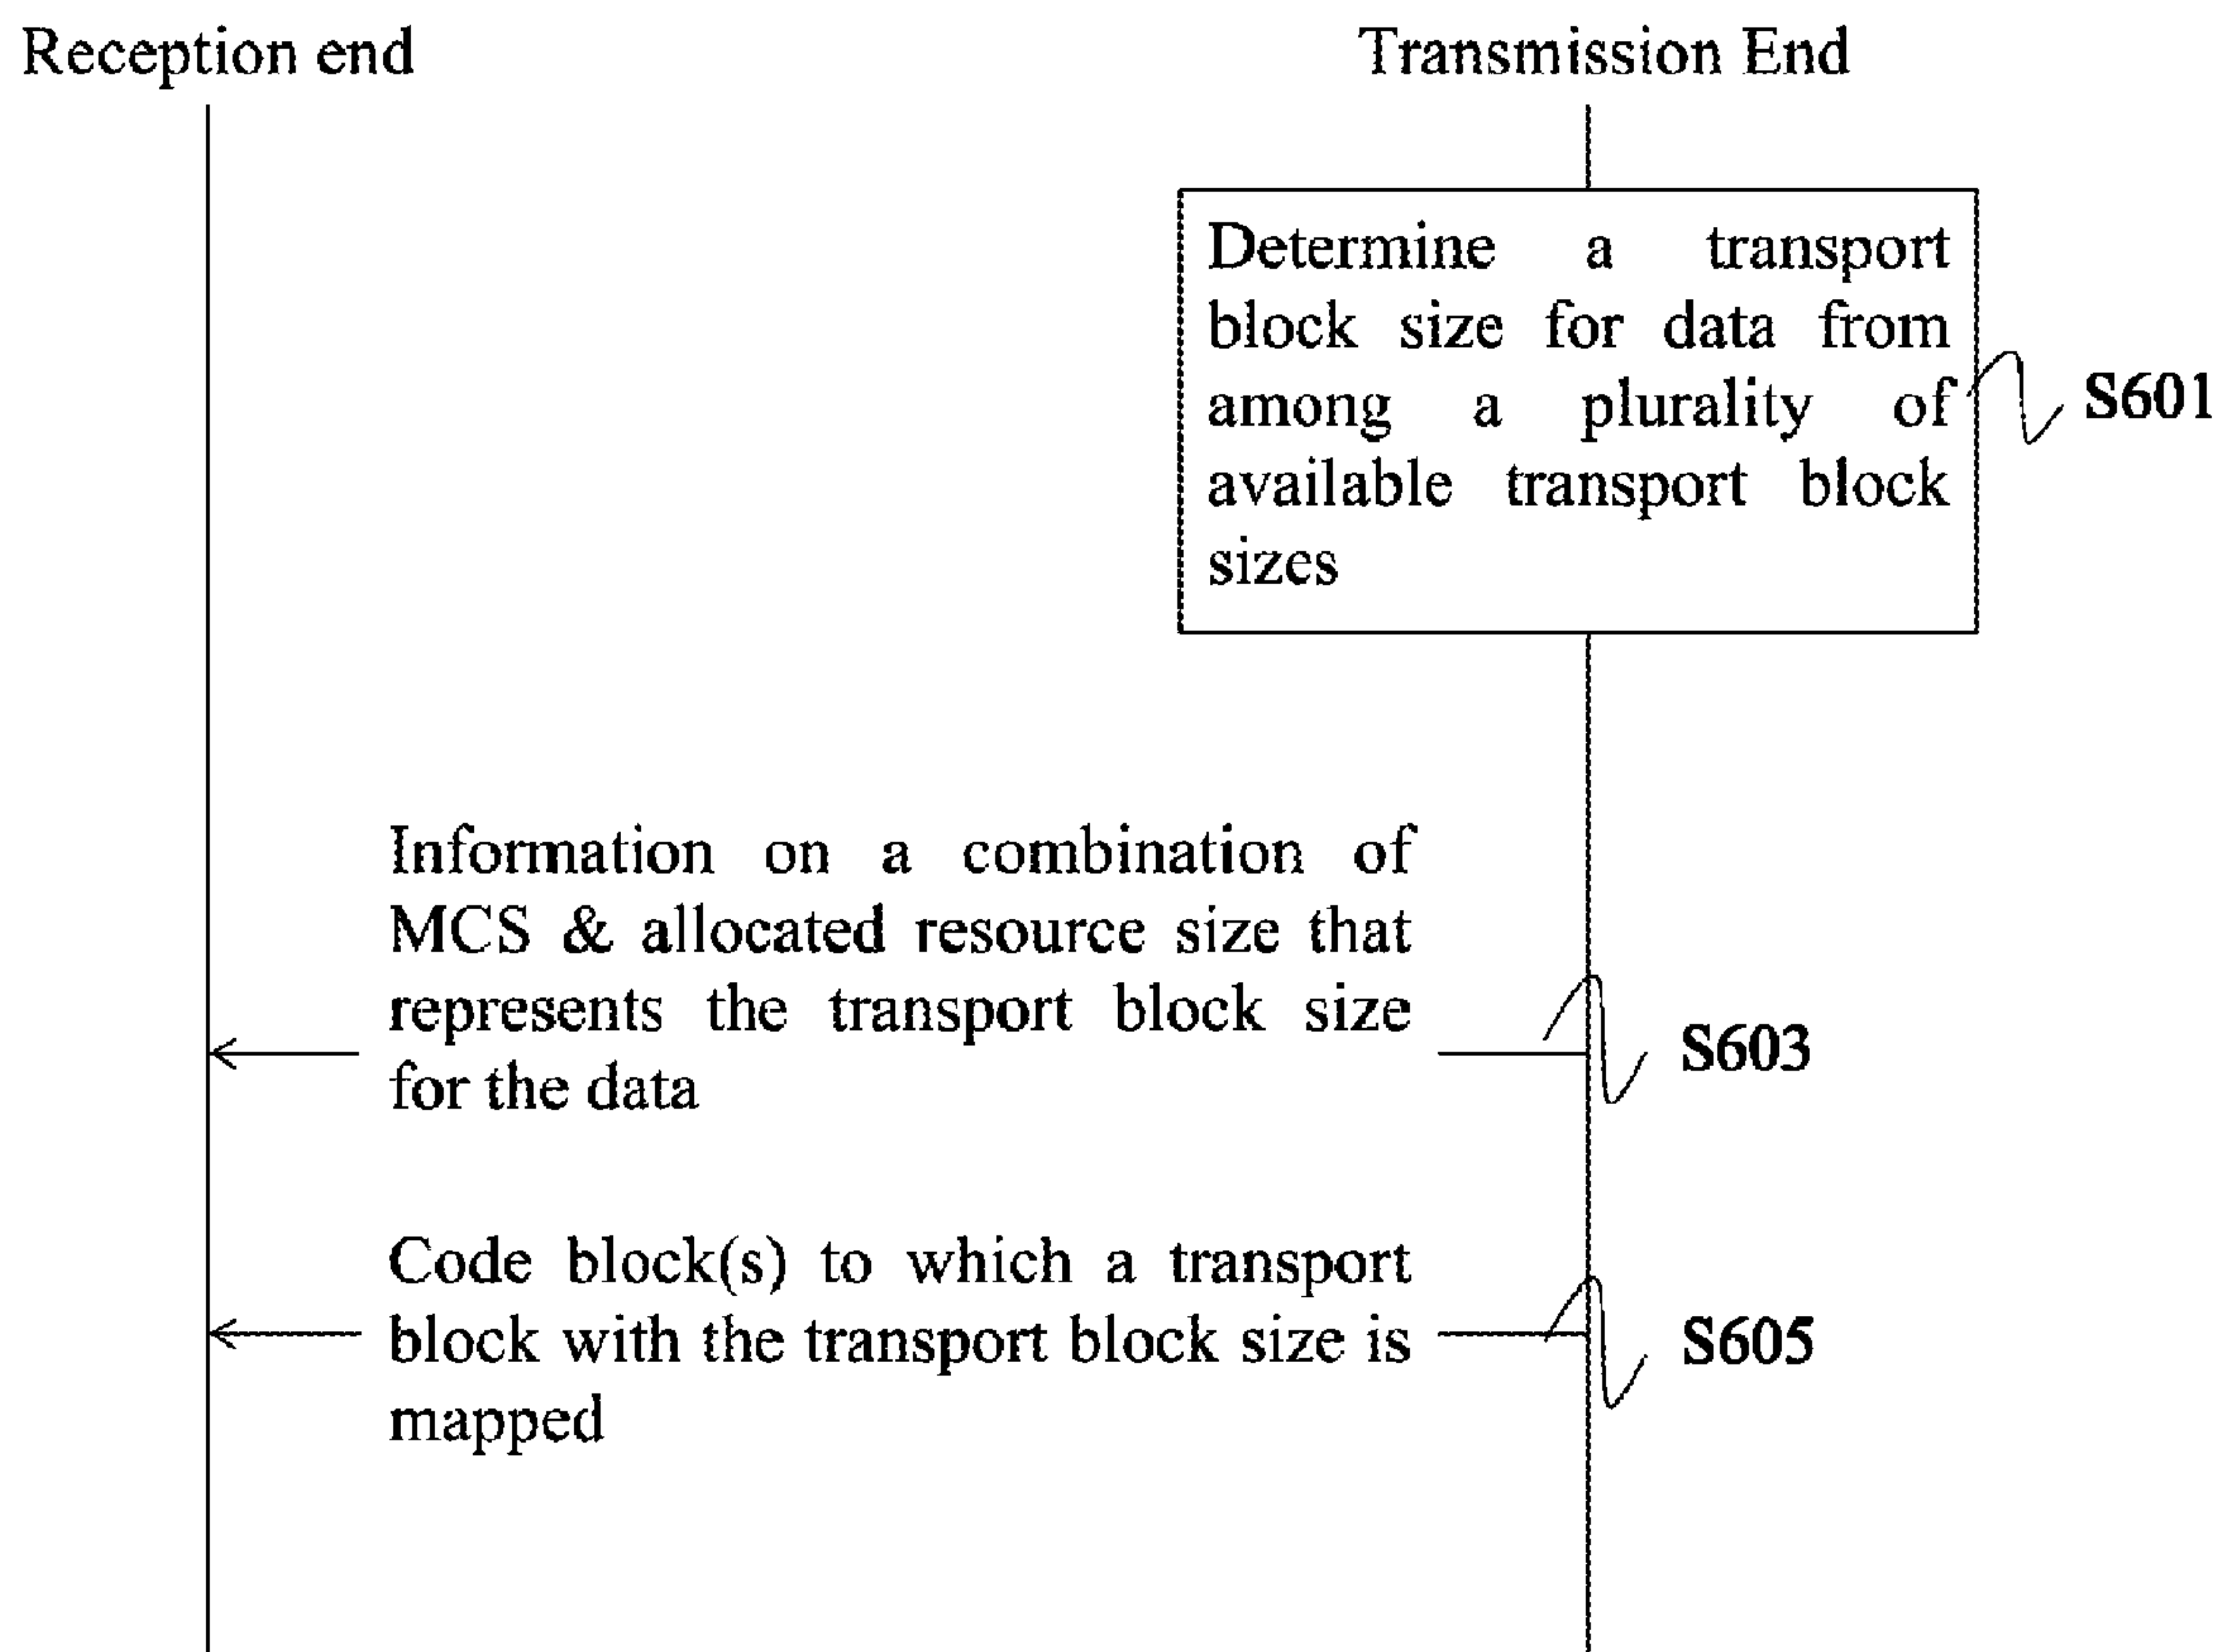 Reception end
Transmission End
Determine a transport
block size for data from
among a plurality of
available transport block
sizes
S601
Information on a combination of
MCS & allocated resource size that
represents the transport block size
for the data
S603
Code block(s) to which a transport
block with the transport block size is
mapped
S605